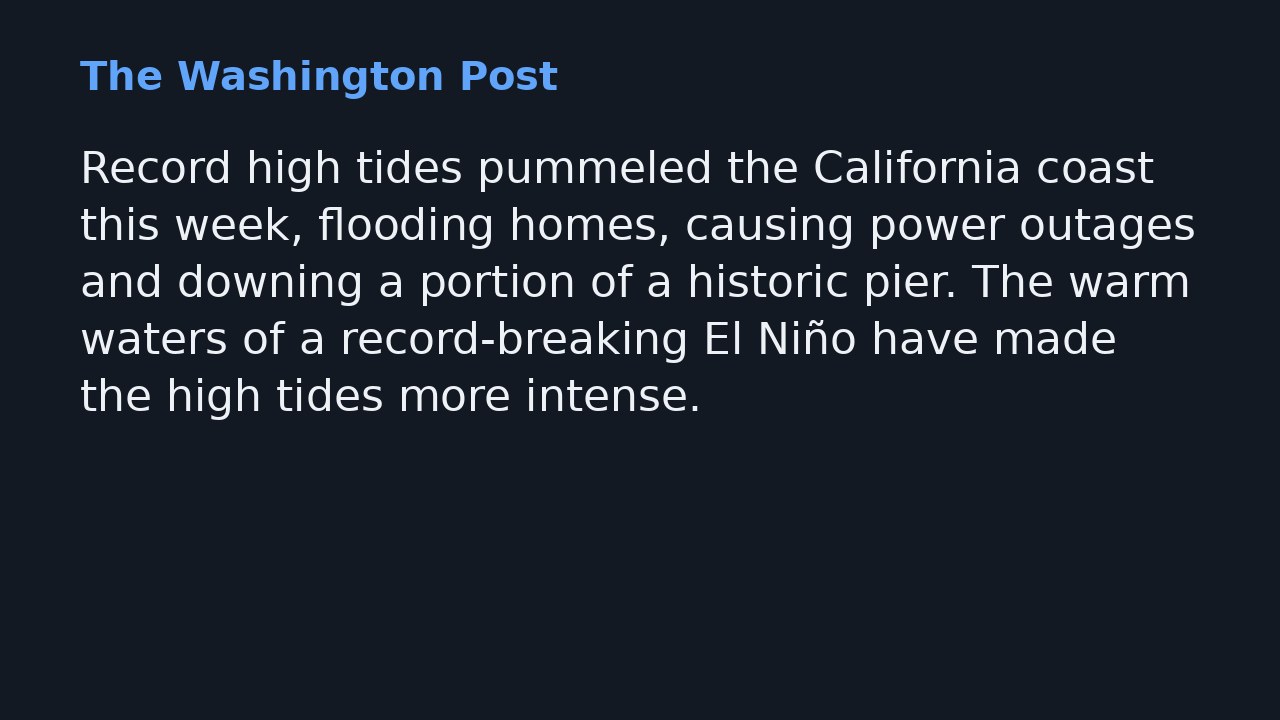 The Washington Post
Record high tides pummeled the California coast
this week, flooding homes, causing power outages
and downing a portion of a historic pier. The warm
waters of a record-breaking El Niño have made
the high tides more intense.